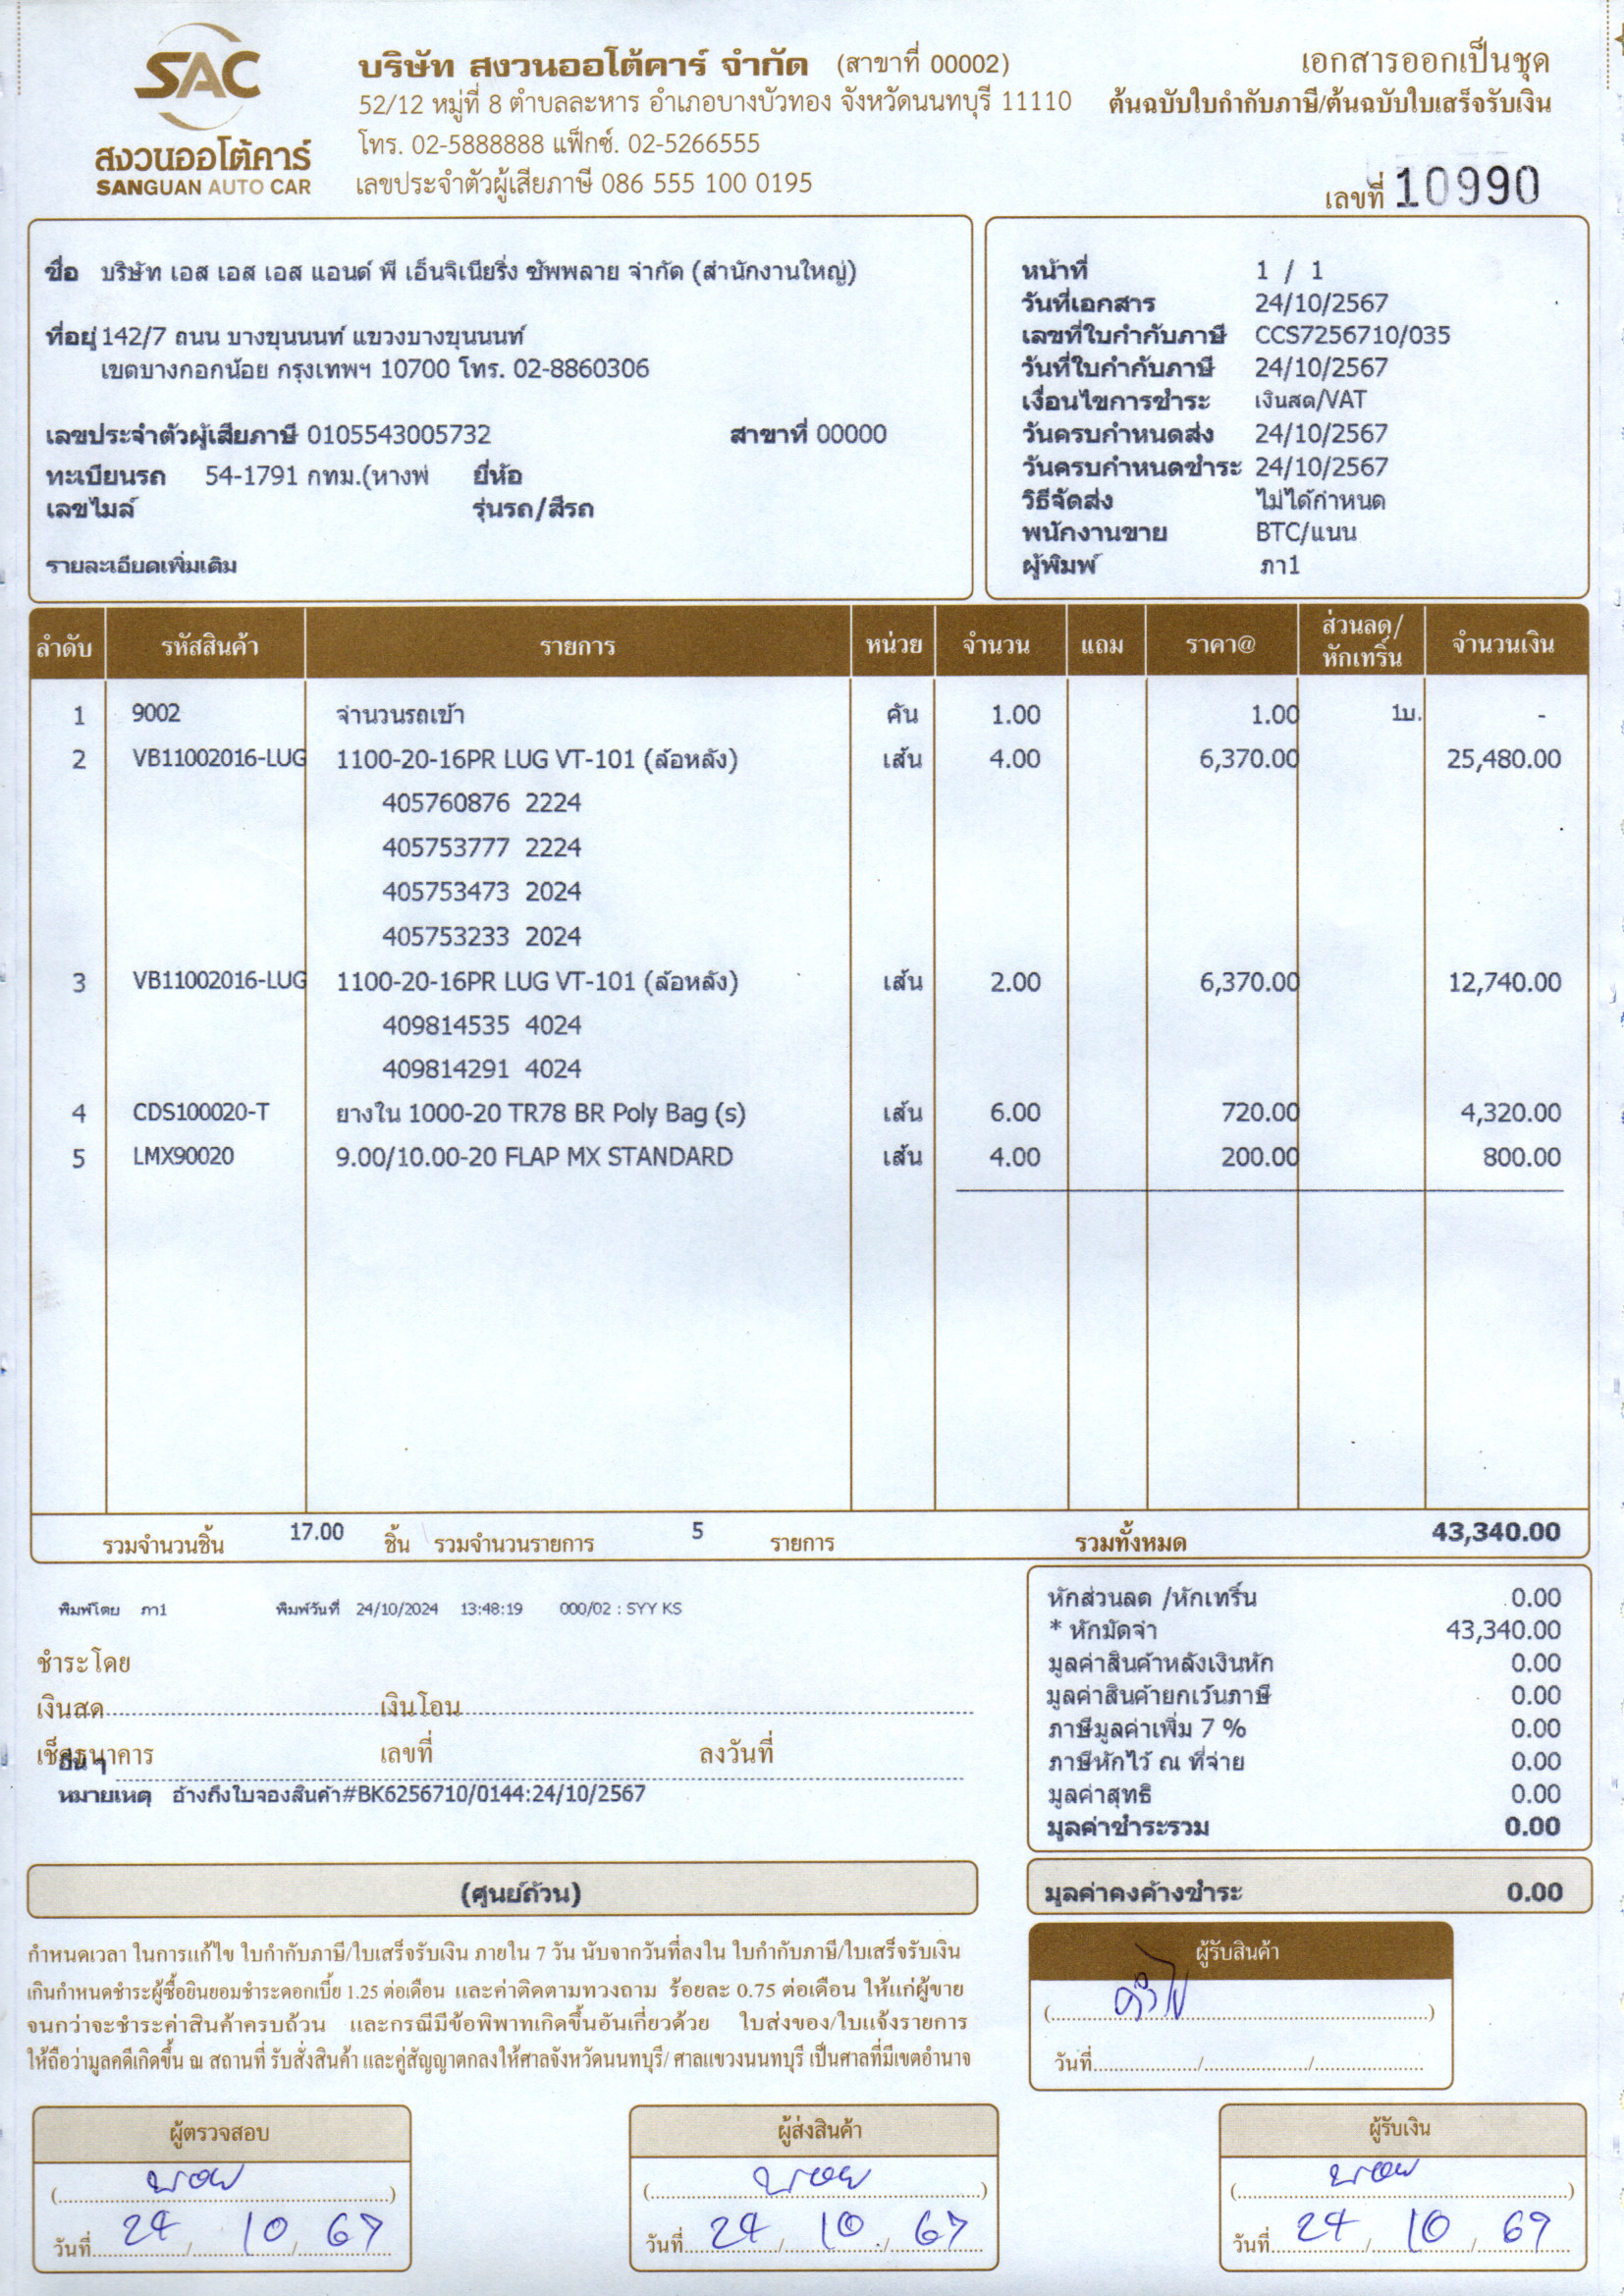 SAC
สงวนออโต้คาร์
SANGUAN AUTO CAR
บริษัท สงวนออโต้คาร์ จำกัด (สาขาที่ 00002)
52/12 หมู่ที่ 8 ตำบลละหาร อำเภอบางบัวทอง จังหวัดนนทบุรี 11110
โทร. 02-5888888 แฟ็กซ์. 02-5266555
เลขประจำตัวผู้เสียภาษี 086 555 100 0195
เอกสารออกเป็นชุด
ต้นฉบับใบกำกับภาษี/ต้นฉบับใบเสร็จรับเงิน
เลขที่ 10990
ชื่อ บริษัท เอส เอส เอส แอนด์ พี เอ็นจิเนียริ่ง ซัพพลาย จำกัด (สำนักงานใหญ่)
ที่อยู่ 142/7 ถนน บางขุนนนท์ แขวงบางขุนนนท์
เขตบางกอกน้อย กรุงเทพฯ 10700 โทร. 02-8860306
เลขประจำตัวผู้เสียภาษี 0105543005732 สาขาที่ 00000
ทะเบียนรถ 54-1791 กทม.(หางพ่ ยี่ห้อ
เลขไมล์ รุ่นรถ/สีรถ
รายละเอียดเพิ่มเติม
หน้าที่ 1 / 1
วันที่เอกสาร 24/10/2567
เลขที่ใบกำกับภาษี CCS7256710/035
วันที่ใบกำกับภาษี 24/10/2567
เงื่อนไขการชำระ เงินสด/VAT
วันครบกำหนดส่ง 24/10/2567
วันครบกำหนดชำระ 24/10/2567
วิธีจัดส่ง ไม่ได้กำหนด
พนักงานขาย BTC/แนน
ผู้พิมพ์ ภา1
ลำดับ รหัสสินค้า รายการ หน่วย จำนวน แถม ราคา@ ส่วนลด/หักเทริ์น จำนวนเงิน
1 9002 จำนวนรถเข้า คัน 1.00 1.00 1บ. -
2 VB11002016-LUG 1100-20-16PR LUG VT-101 (ล้อหลัง) เส้น 4.00 6,370.00 25,480.00
405760876 2224
405753777 2224
405753473 2024
405753233 2024
3 VB11002016-LUG 1100-20-16PR LUG VT-101 (ล้อหลัง) เส้น 2.00 6,370.00 12,740.00
409814535 4024
409814291 4024
4 CDS100020-T ยางใน 1000-20 TR78 BR Poly Bag (s) เส้น 6.00 720.00 4,320.00
5 LMX90020 9.00/10.00-20 FLAP MX STANDARD เส้น 4.00 200.00 800.00
รวมจำนวนชิ้น 17.00 ชิ้น รวมจำนวนรายการ 5 รายการ รวมทั้งหมด 43,340.00
พิมพ์โดย ภา1 พิมพ์วันที่ 24/10/2024 13:48:19 000/02 : SYY KS
ชำระโดย
เงินสด เงินโอน
เช็คธนาคาร เลขที่ ลงวันที่
อื่น ๆ
หมายเหตุ อ้างถึงใบจองสินค้า#BK6256710/0144:24/10/2567
หักส่วนลด /หักเทริ์น 0.00
* หักมัดจำ 43,340.00
มูลค่าสินค้าหลังเงินหัก 0.00
มูลค่าสินค้ายกเว้นภาษี 0.00
ภาษีมูลค่าเพิ่ม 7 % 0.00
ภาษีหักไว้ ณ ที่จ่าย 0.00
มูลค่าสุทธิ 0.00
มูลค่าชำระรวม 0.00
(ศูนย์ถ้วน)
มูลค่าคงค้างชำระ 0.00
กำหนดเวลา ในการแก้ไข ใบกำกับภาษี/ใบเสร็จรับเงิน ภายใน 7 วัน นับจากวันที่ลงใน ใบกำกับภาษี/ใบเสร็จรับเงิน
เกินกำหนดชำระผู้ซื้อยินยอมชำระดอกเบี้ย 1.25 ต่อเดือน และค่าติดตามทวงถาม ร้อยละ 0.75 ต่อเดือน ให้แก่ผู้ขาย
จนกว่าจะชำระค่าสินค้าครบถ้วน และกรณีมีข้อพิพาทเกิดขึ้นอันเกี่ยวด้วย ใบส่งของ/ใบแจ้งรายการ
ให้ถือว่ามูลคดีเกิดขึ้น ณ สถานที่ รับสั่งสินค้า และคู่สัญญาตกลงให้ศาลจังหวัดนนทบุรี/ ศาลแขวงนนทบุรี เป็นศาลที่มีเขตอำนาจ
ผู้รับสินค้า
วันที่
ผู้ตรวจสอบ
วันที่ 24 / 10 / 67
ผู้ส่งสินค้า
วันที่ 24 / 10 / 67
ผู้รับเงิน
วันที่ 24 / 10 / 67